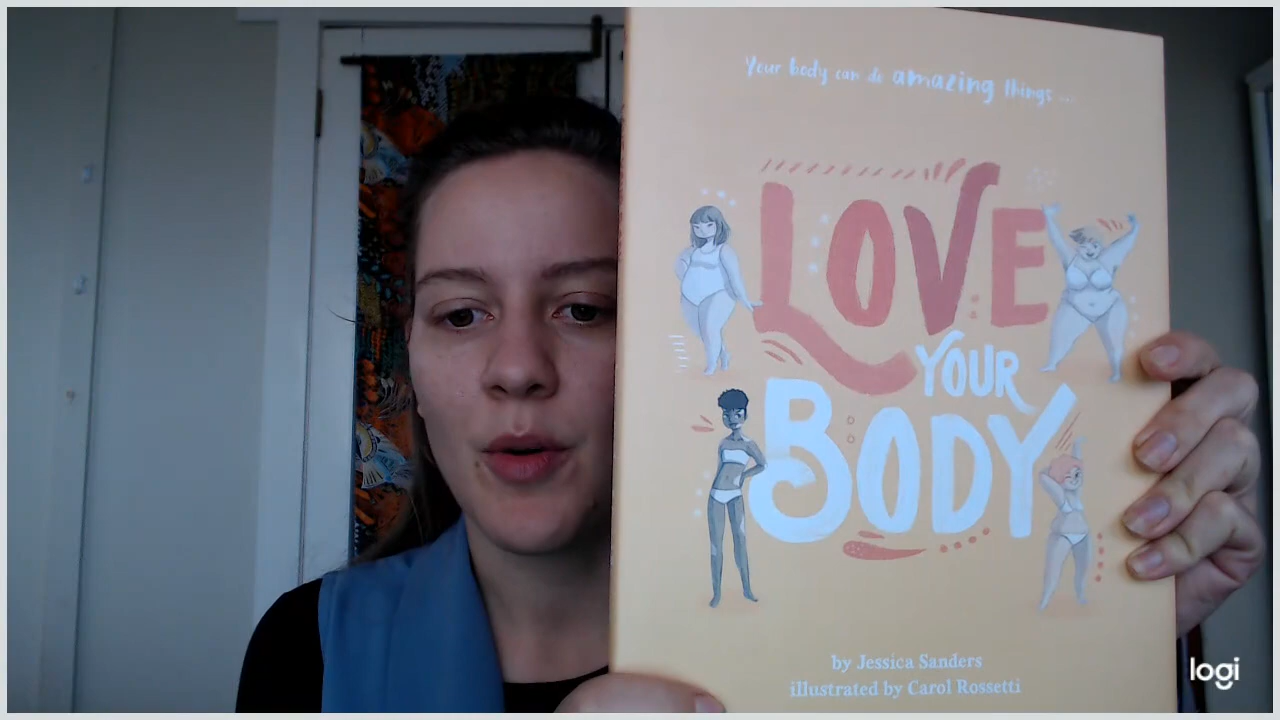 Your body can do amazing things ...
LOVE
YOUR
BODY
by Jessica Sanders
illustrated by Carol Rossetti
logi